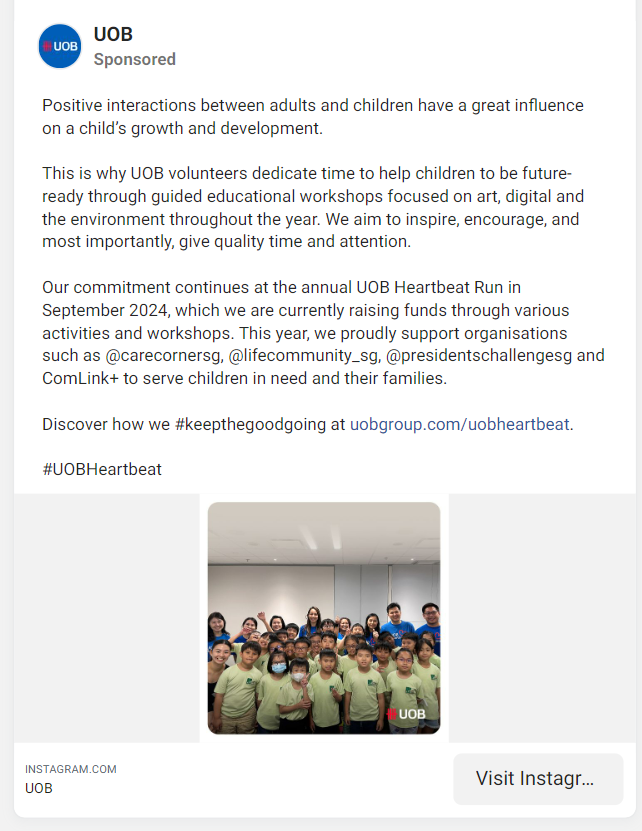 UOB
UOB
Sponsored
Positive interactions between adults and children have a great influence
on a child’s growth and development.
This is why UOB volunteers dedicate time to help children to be future-
ready through guided educational workshops focused on art, digital and
the environment throughout the year. We aim to inspire, encourage, and
most importantly, give quality time and attention.
Our commitment continues at the annual UOB Heartbeat Run in
September 2024, which we are currently raising funds through various
activities and workshops. This year, we proudly support organisations
such as @carecornersg, @lifecommunity_sg, @presidentschallengesg and
ComLink+ to serve children in need and their families.
Discover how we #keepthegoodgoing at uobgroup.com/uobheartbeat.
#UOBHeartbeat
UOB
INSTAGRAM.COM
UOB
Visit Instagr...